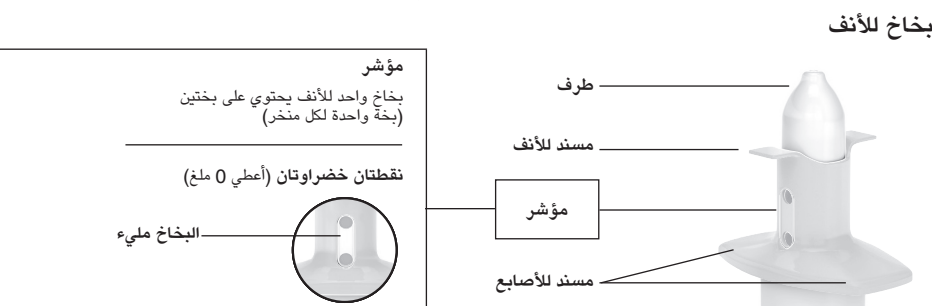 بخاخ للأنف
طرف
مسند للأنف
مؤشر
مسند للأصابع
مؤشر
بخاخ واحد للأنف يحتوي على بختين
(بخة واحدة لكل منخر)
نقطتان خضراوتان (أعطي 0 ملغ)
البخاخ مليء